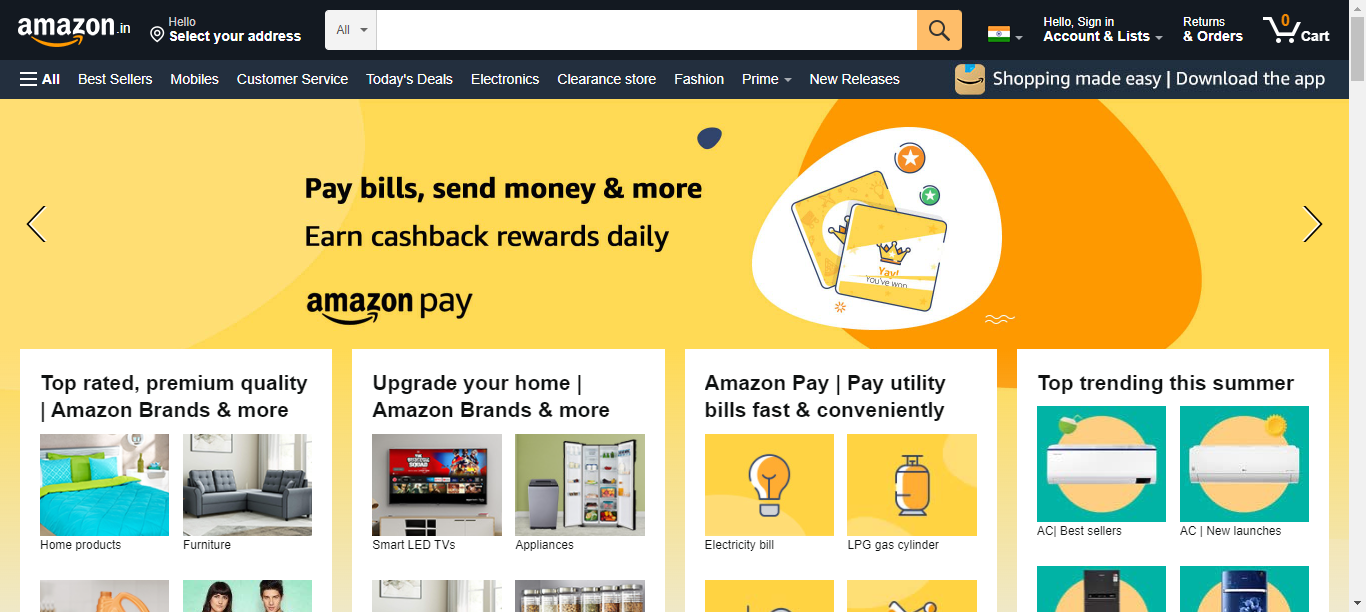 amazon.in
Hello
Select your address
All
Hello, Sign in
Account & Lists
Returns
& Orders
0
Cart
All
Best Sellers
Mobiles
Customer Service
Today's Deals
Electronics
Clearance store
Fashion
Prime
New Releases
Shopping made easy | Download the app
Pay bills, send money & more
Earn cashback rewards daily
amazon pay
Yay!
You've won
Top rated, premium quality
| Amazon Brands & more
Home products
Furniture
Upgrade your home |
Amazon Brands & more
Smart LED TVs
Appliances
Amazon Pay | Pay utility
bills fast & conveniently
Electricity bill
LPG gas cylinder
Top trending this summer
AC| Best sellers
AC | New launches